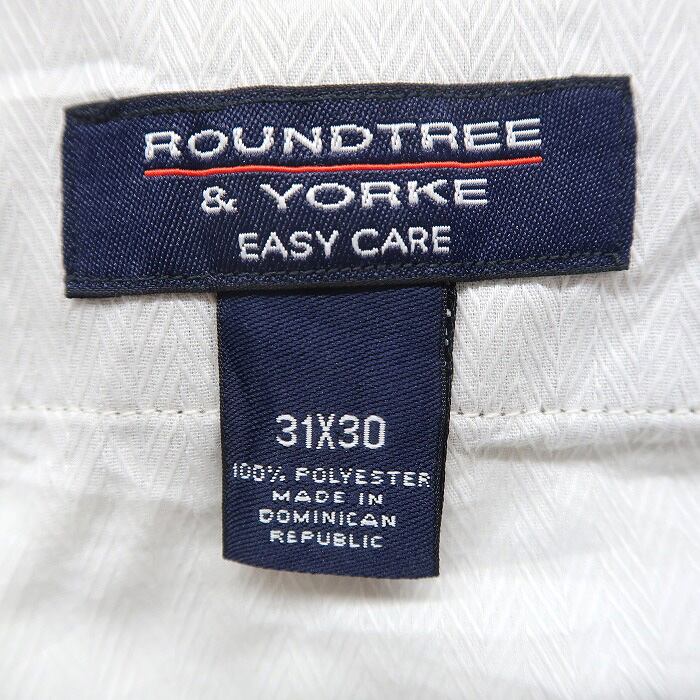 ROUNDTREE
& YORKE
EASY CARE
31X30
100% POLYESTER
MADE IN
DOMINICAN
REPUBLIC